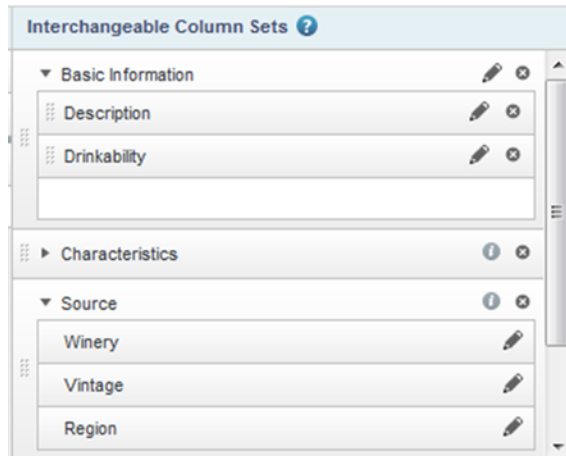 Interchangeable Column Sets ?
Basic Information
Description
Drinkability
Characteristics i
Source i
Winery
Vintage
Region